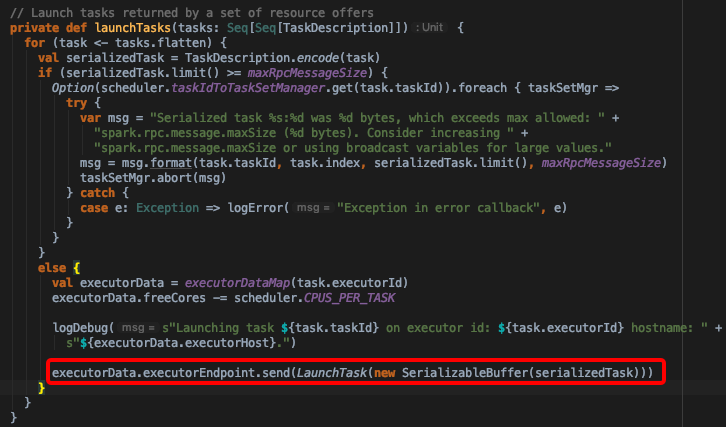 // Launch tasks returned by a set of resource offers
private def launchTasks(tasks: Seq[Seq[TaskDescription]]) : Unit {
for (task <- tasks.flatten) {
val serializedTask = TaskDescription.encode(task)
if (serializedTask.limit() >= maxRpcMessageSize) {
Option(scheduler.taskIdToTaskSetManager.get(task.taskId)).foreach { taskSetMgr =>
try {
var msg = "Serialized task %s:%d was %d bytes, which exceeds max allowed: " +
"spark.rpc.message.maxSize (%d bytes). Consider increasing " +
"spark.rpc.message.maxSize or using broadcast variables for large values."
msg = msg.format(task.taskId, task.index, serializedTask.limit(), maxRpcMessageSize)
taskSetMgr.abort(msg)
} catch {
case e: Exception => logError( msg = "Exception in error callback", e)
}
}
}
else {
val executorData = executorDataMap(task.executorId)
executorData.freeCores -= scheduler.CPUS_PER_TASK
logDebug( msg = s"Launching task ${task.taskId} on executor id: ${task.executorId} hostname: " +
s"${executorData.executorHost}.")
executorData.executorEndpoint.send(LaunchTask(new SerializableBuffer(serializedTask)))
}
}
}